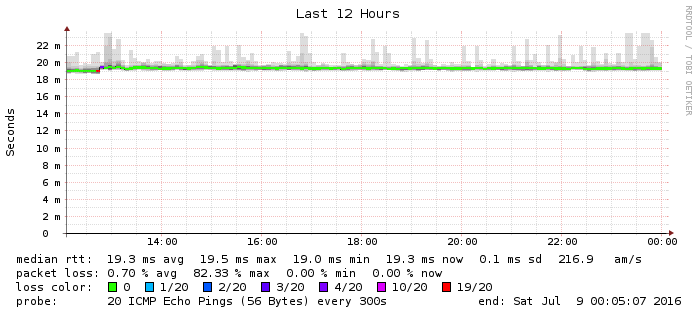 Last 12 Hours
RRDTOOL / TOBI OETIKER
Seconds
22 m
20 m
18 m
16 m
14 m
12 m
10 m
8 m
6 m
4 m
2 m
0
14:00 16:00 18:00 20:00 22:00 00:00
median rtt: 19.3 ms avg 19.5 ms max 19.0 ms min 19.3 ms now 0.1 ms sd 216.9 am/s
packet loss: 0.70 % avg 82.33 % max 0.00 % min 0.00 % now
loss color: 0 1/20 2/20 3/20 4/20 10/20 19/20
probe: 20 ICMP Echo Pings (56 Bytes) every 300s end: Sat Jul 9 00:05:07 2016